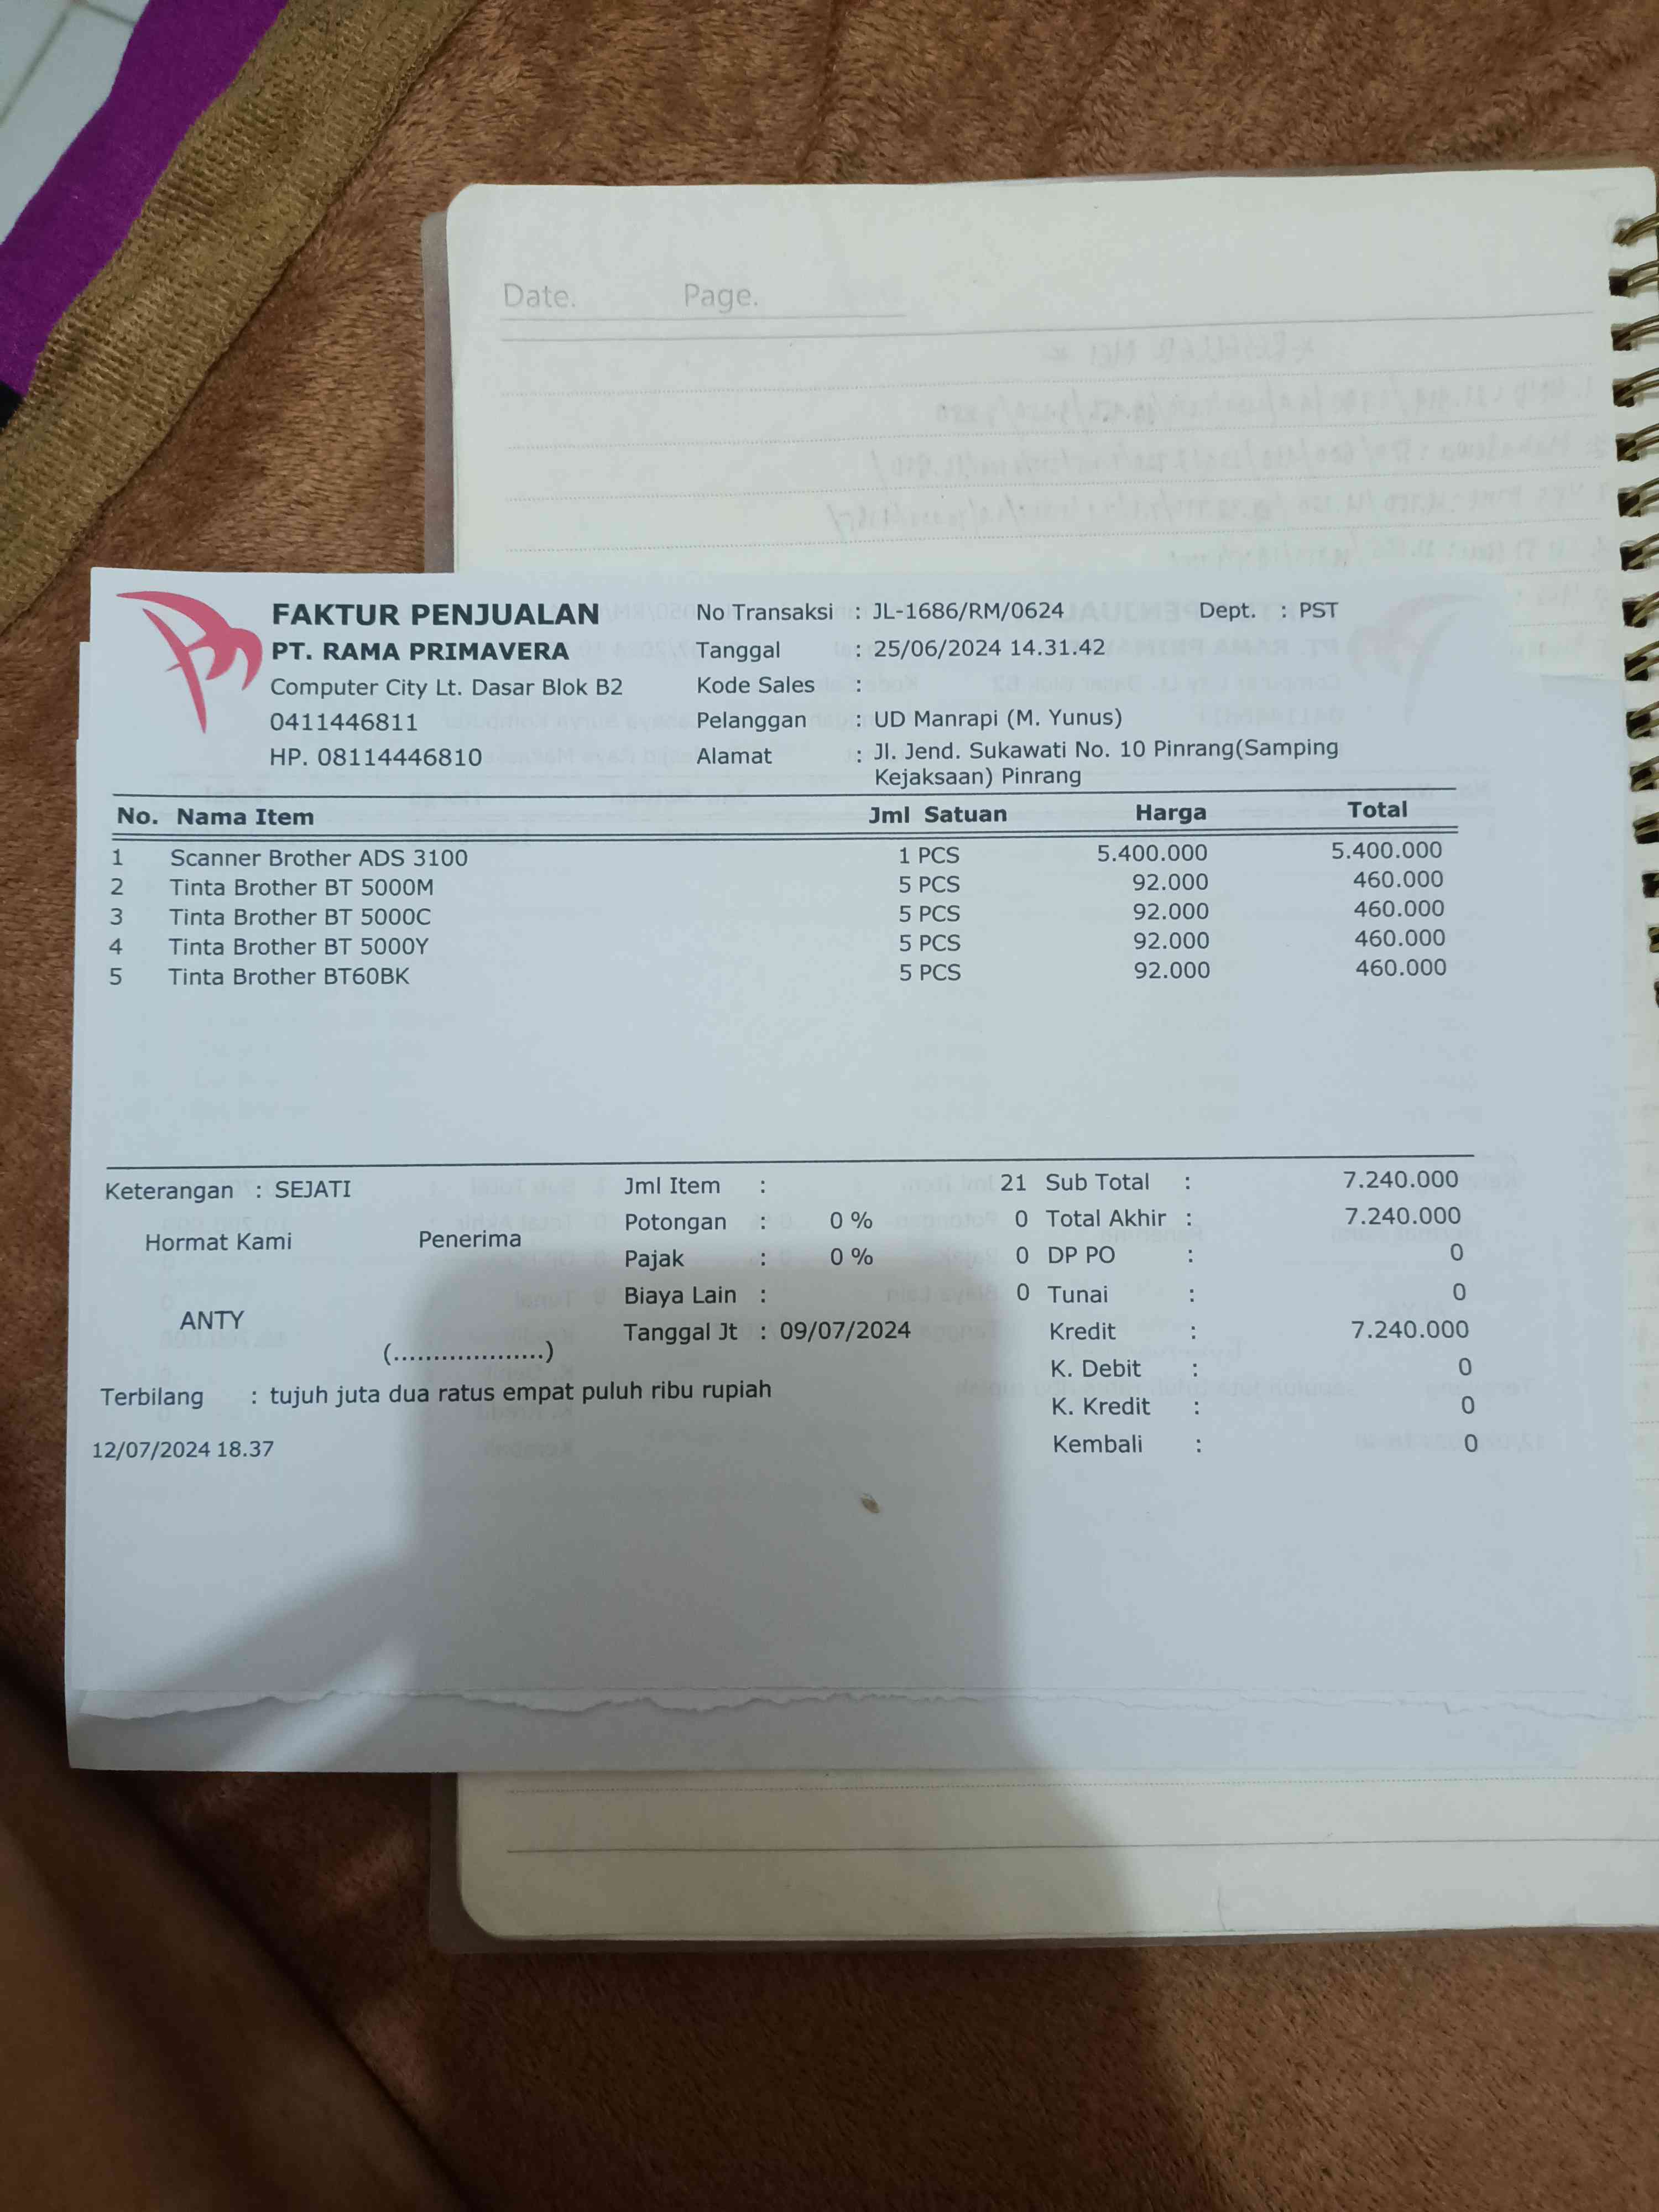 Date. Page.
FAKTUR PENJUALAN
PT. RAMA PRIMAVERA
Computer City Lt. Dasar Blok B2
0411446811
HP. 08114446810
No Transaksi : JL-1686/RM/0624 Dept. : PST
Tanggal : 25/06/2024 14.31.42
Kode Sales :
Pelanggan : UD Manrapi (M. Yunus)
Alamat : Jl. Jend. Sukawati No. 10 Pinrang(Samping
Kejaksaan) Pinrang
No. Nama Item Jml Satuan Harga Total
1 Scanner Brother ADS 3100 1 PCS 5.400.000 5.400.000
2 Tinta Brother BT 5000M 5 PCS 92.000 460.000
3 Tinta Brother BT 5000C 5 PCS 92.000 460.000
4 Tinta Brother BT 5000Y 5 PCS 92.000 460.000
5 Tinta Brother BT60BK 5 PCS 92.000 460.000
Keterangan : SEJATI
Hormat Kami Penerima
ANTY
(...................)
Jml Item : 21
Potongan : 0 % 0
Pajak : 0 % 0
Biaya Lain : 0
Tanggal Jt : 09/07/2024
Sub Total : 7.240.000
Total Akhir : 7.240.000
DP PO : 0
Tunai : 0
Kredit : 7.240.000
K. Debit : 0
K. Kredit : 0
Kembali : 0
Terbilang : tujuh juta dua ratus empat puluh ribu rupiah
12/07/2024 18.37